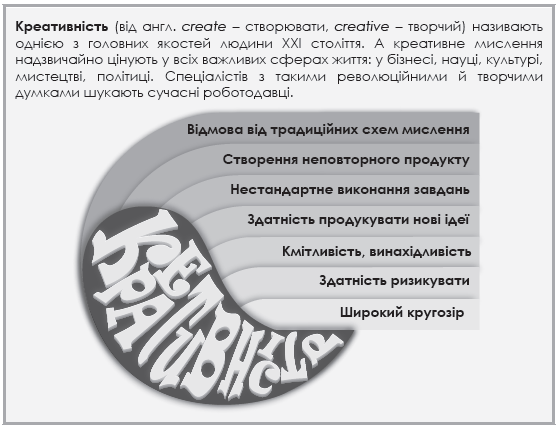 Креативність (від англ. create – створювати, creative – творчий) називають
однією з головних якостей людини XXI століття. А креативне мислення
надзвичайно цінують у всіх важливих сферах життя: у бізнесі, науці, культурі,
мистецтві, політиці. Спеціалістів з такими революційними й творчими
думками шукають сучасні роботодавці.
Відмова від традиційних схем мислення
Створення неповторного продукту
Нестандартне виконання завдань
Здатність продукувати нові ідеї
Кмітливість, винахідливість
Здатність ризикувати
Широкий кругозір